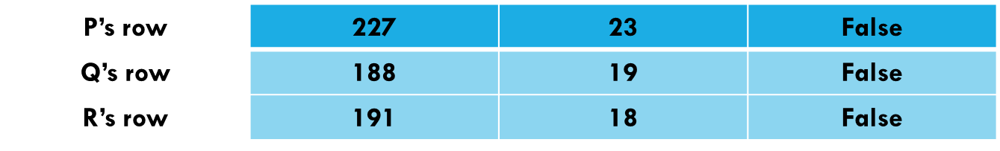 P’s row 227 23 False
Q’s row 188 19 False
R’s row 191 18 False